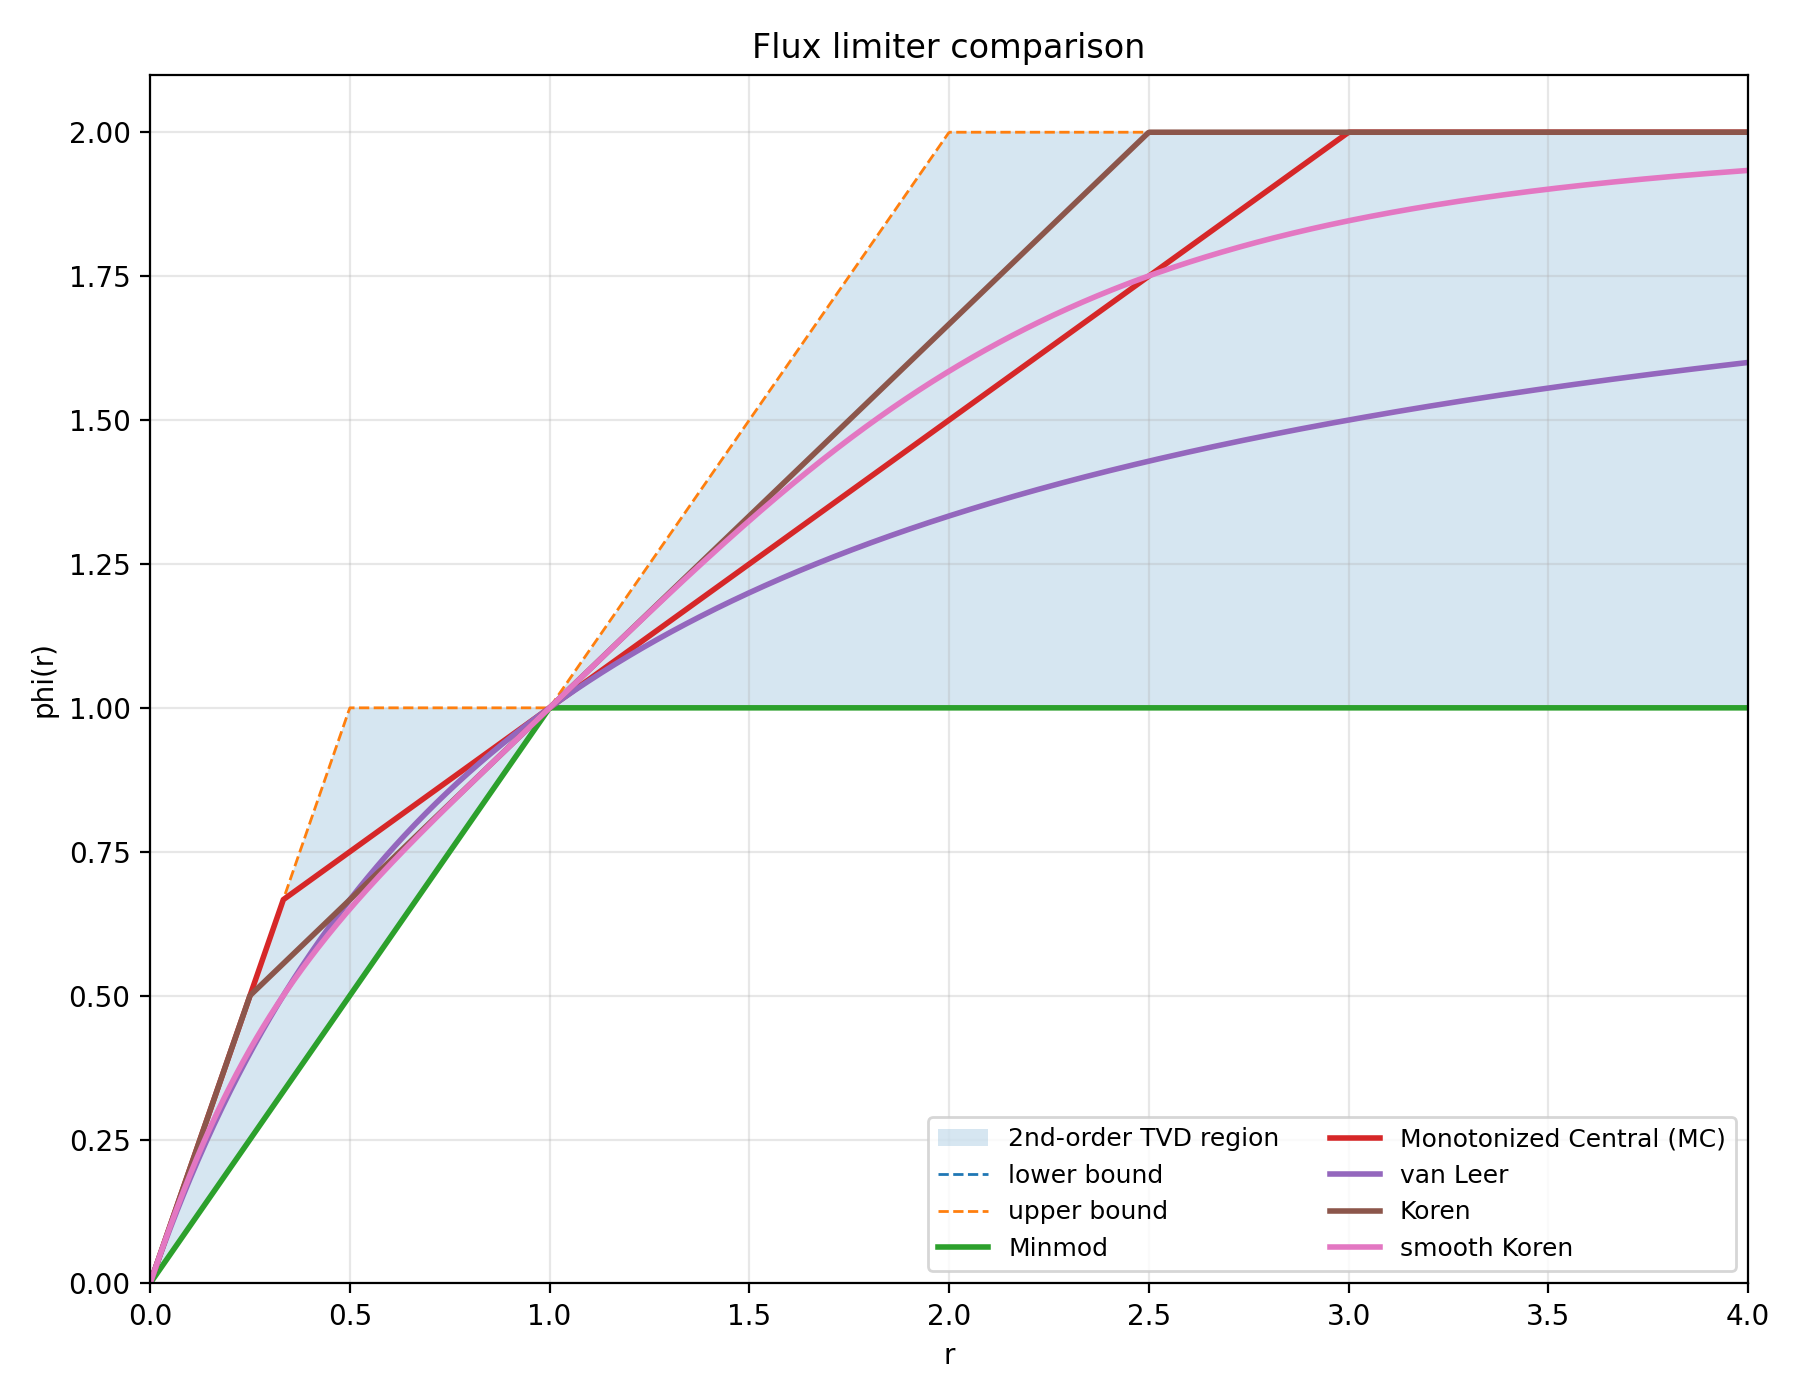 Flux limiter comparison
phi(r)
2.00
1.75
1.50
1.25
1.00
0.75
0.50
0.25
0.00
0.0 0.5 1.0 1.5 2.0 2.5 3.0 3.5 4.0
r
2nd-order TVD region
lower bound
upper bound
Minmod
Monotonized Central (MC)
van Leer
Koren
smooth Koren